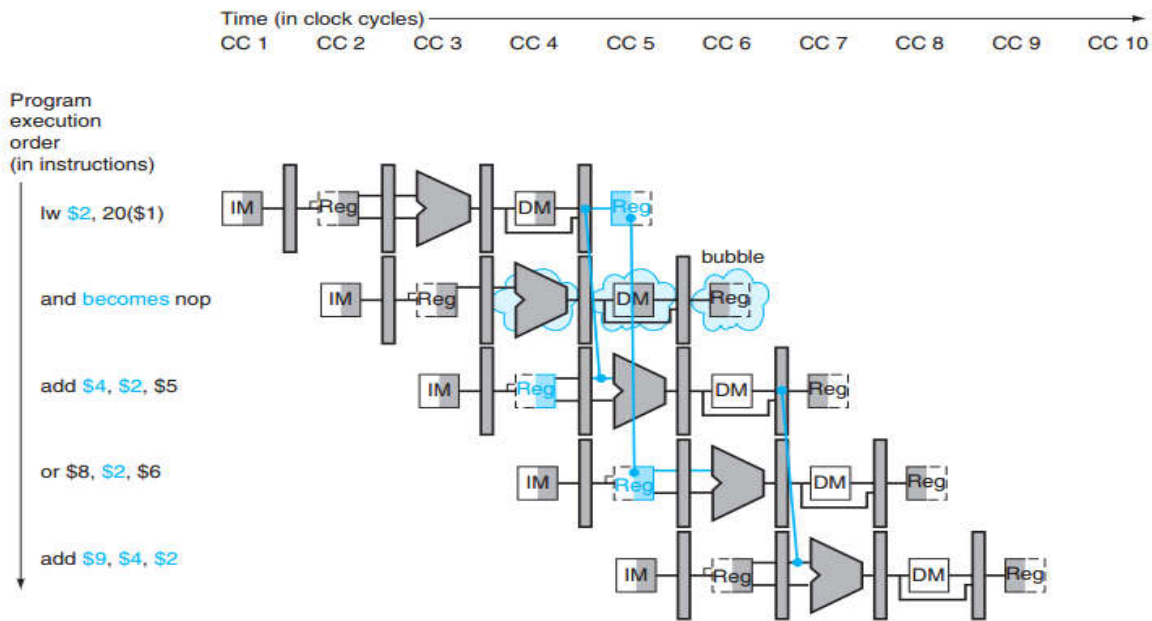 Time (in clock cycles)
CC 1 CC 2 CC 3 CC 4 CC 5 CC 6 CC 7 CC 8 CC 9 CC 10
Program
execution
order
(in instructions)
lw $2, 20($1)
IM Reg DM Reg
bubble
and becomes nop
IM Reg DM Reg
add $4, $2, $5
IM Reg DM Reg
or $8, $2, $6
IM Reg DM Reg
add $9, $4, $2
IM Reg DM Reg